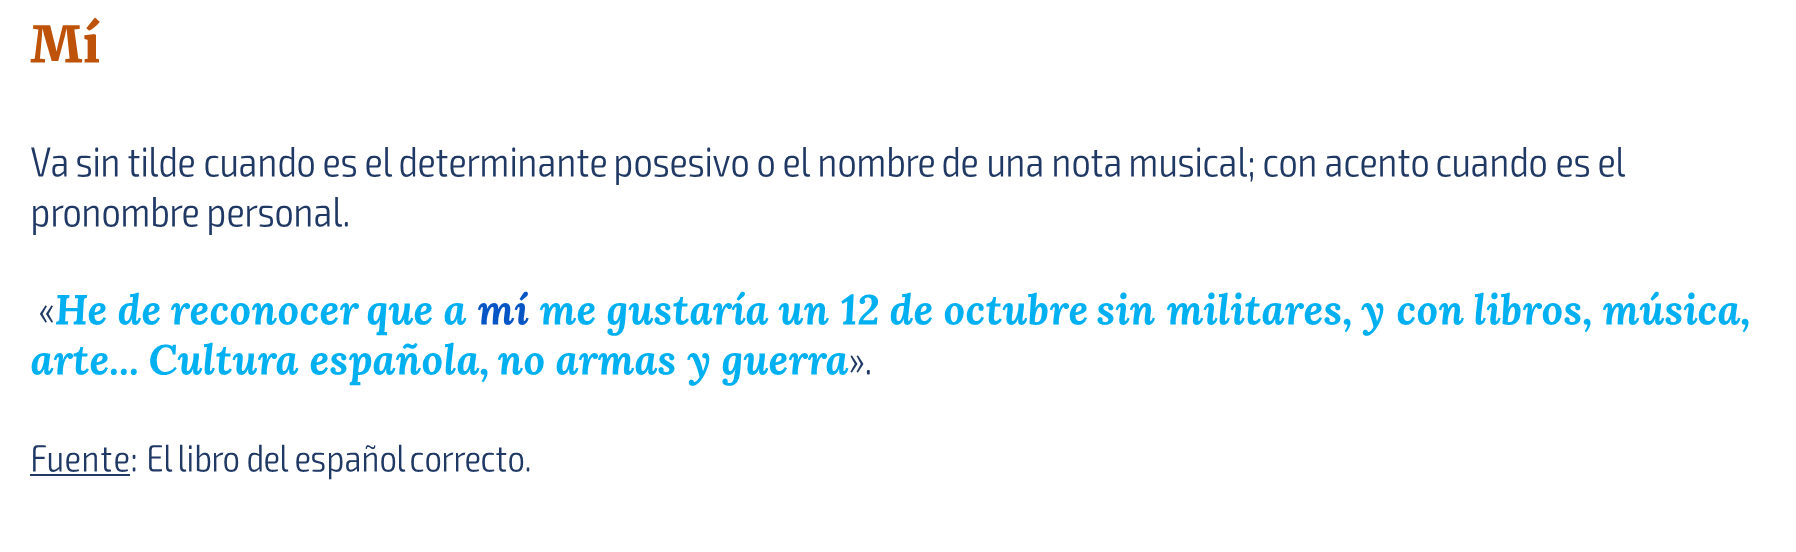 Mí
Va sin tilde cuando es el determinante posesivo o el nombre de una nota musical; con acento cuando es el
pronombre personal.
«He de reconocer que a mí me gustaría un 12 de octubre sin militares, y con libros, música,
arte... Cultura española, no armas y guerra».
Fuente: El libro del español correcto.